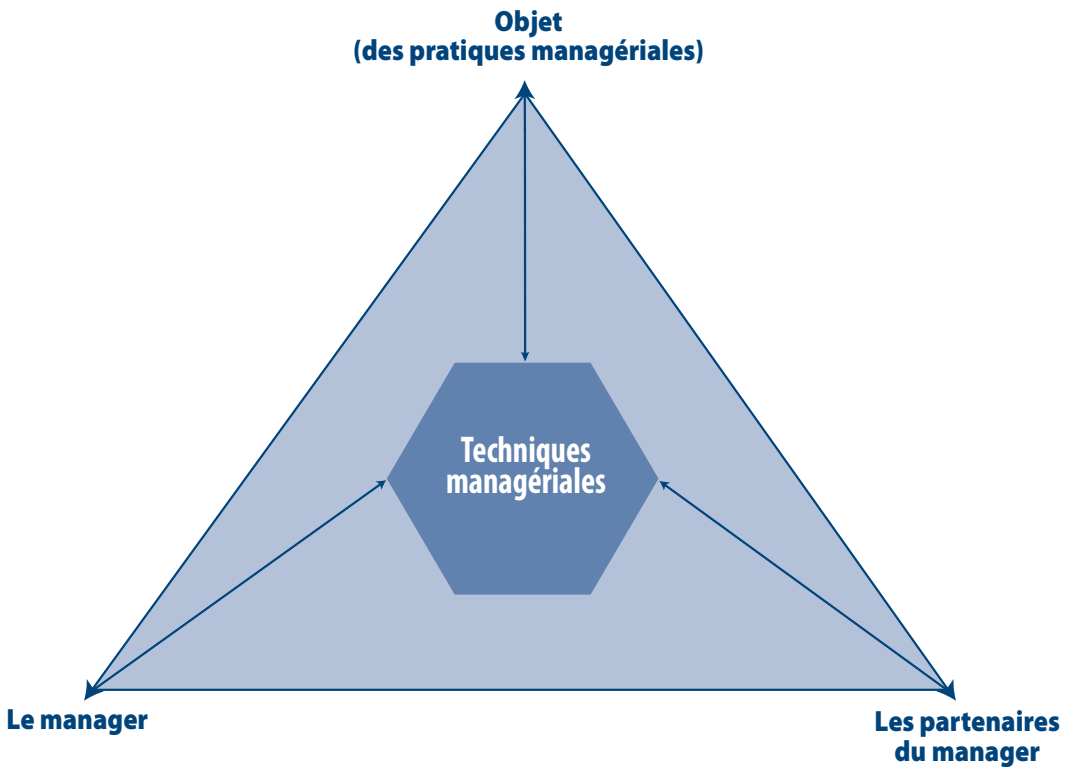 Objet
(des pratiques managériales)
Techniques
managériales
Le manager
Les partenaires
du manager